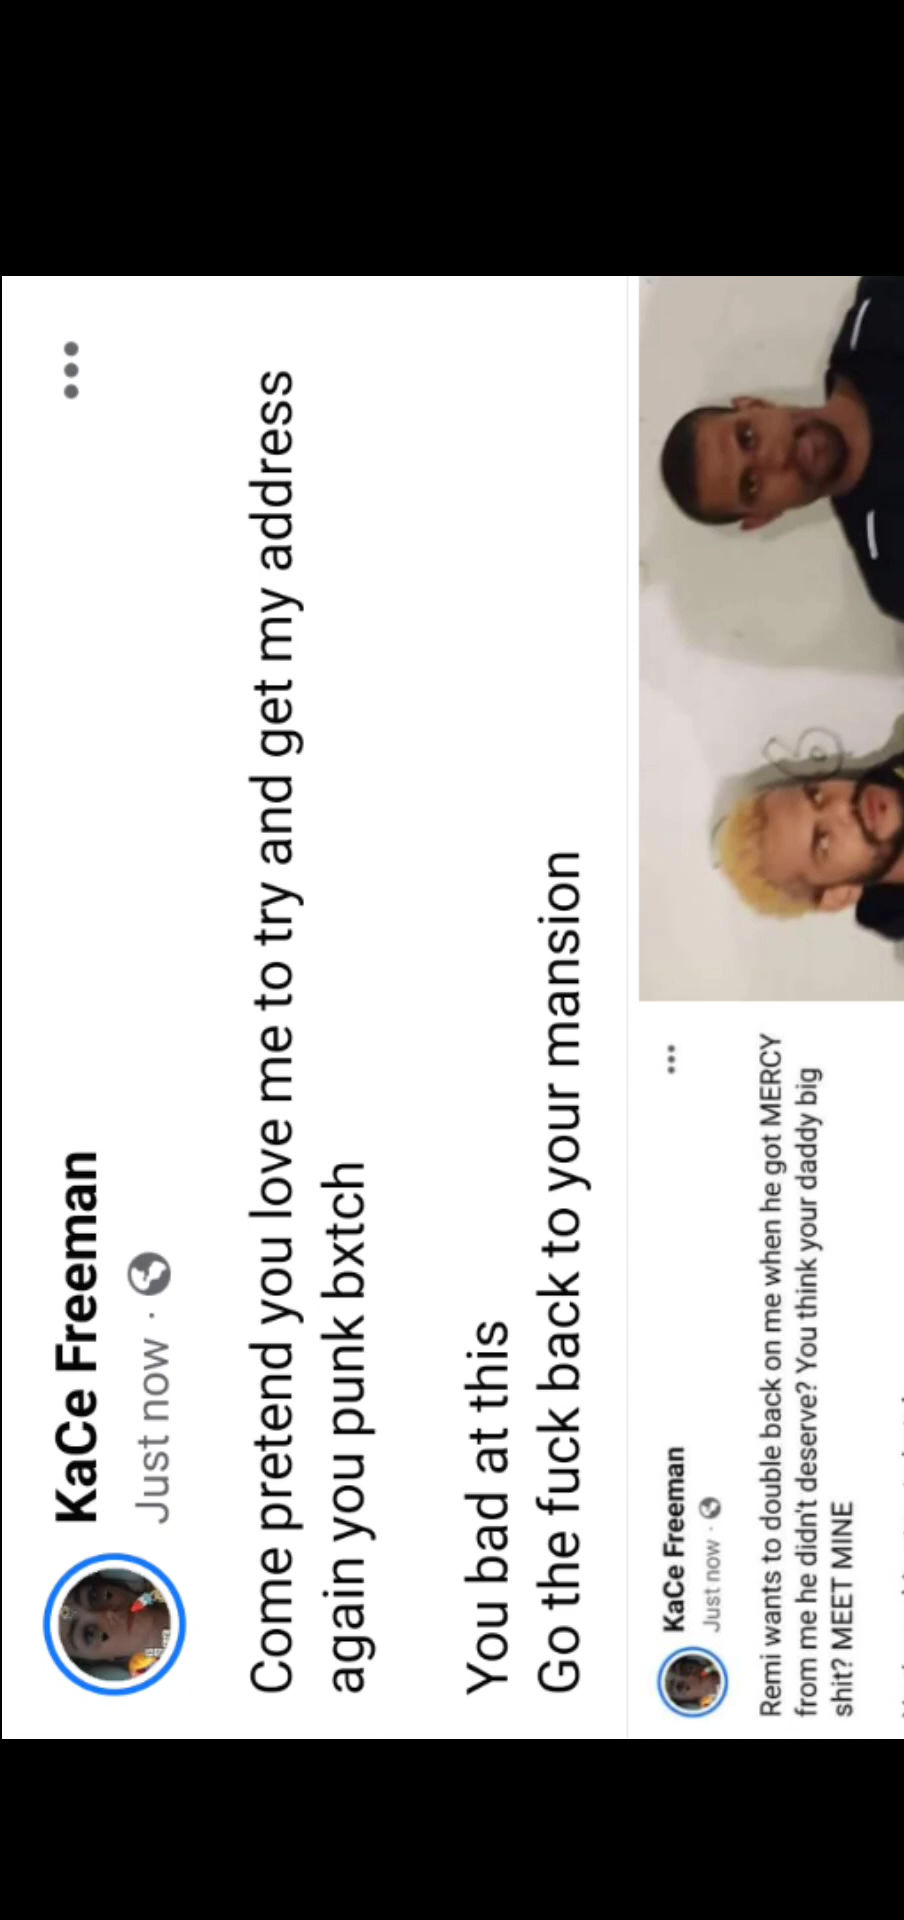 KaCe Freeman
Just now ·
Come pretend you love me to try and get my address
again you punk bxtch
You bad at this
Go the fuck back to your mansion
KaCe Freeman
Just now ·
Remi wants to double back on me when he got MERCY
from me he didn't deserve? You think your daddy big
shit? MEET MINE